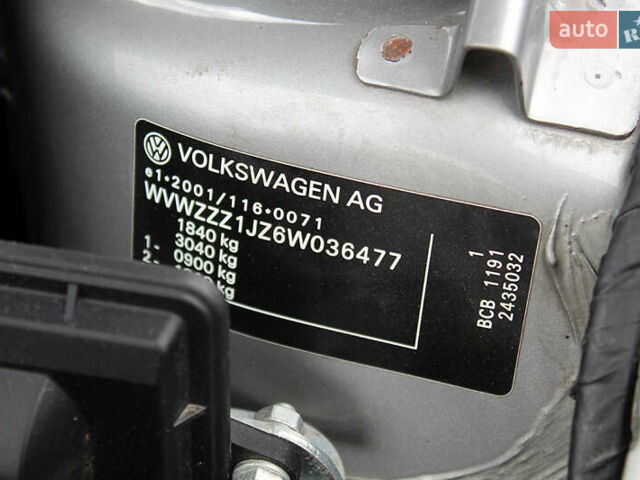 auto
VOLKSWAGEN AG
e1*2001/116*0071
WVWZZZ1JZ6W036477
1840 kg
3040 kg
1- 0900 kg
2- kg
1
BCB 1191
2435032